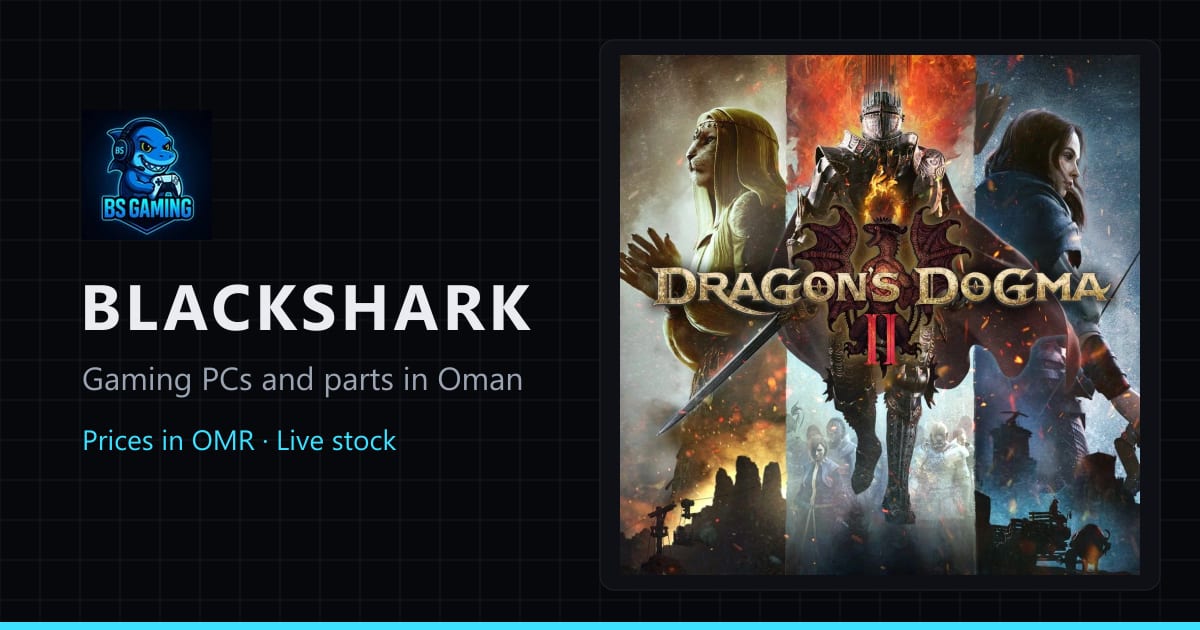 BS
BS GAMING
BLACKSHARK
Gaming PCs and parts in Oman
Prices in OMR · Live stock
DRAGON'S DOGMA
II